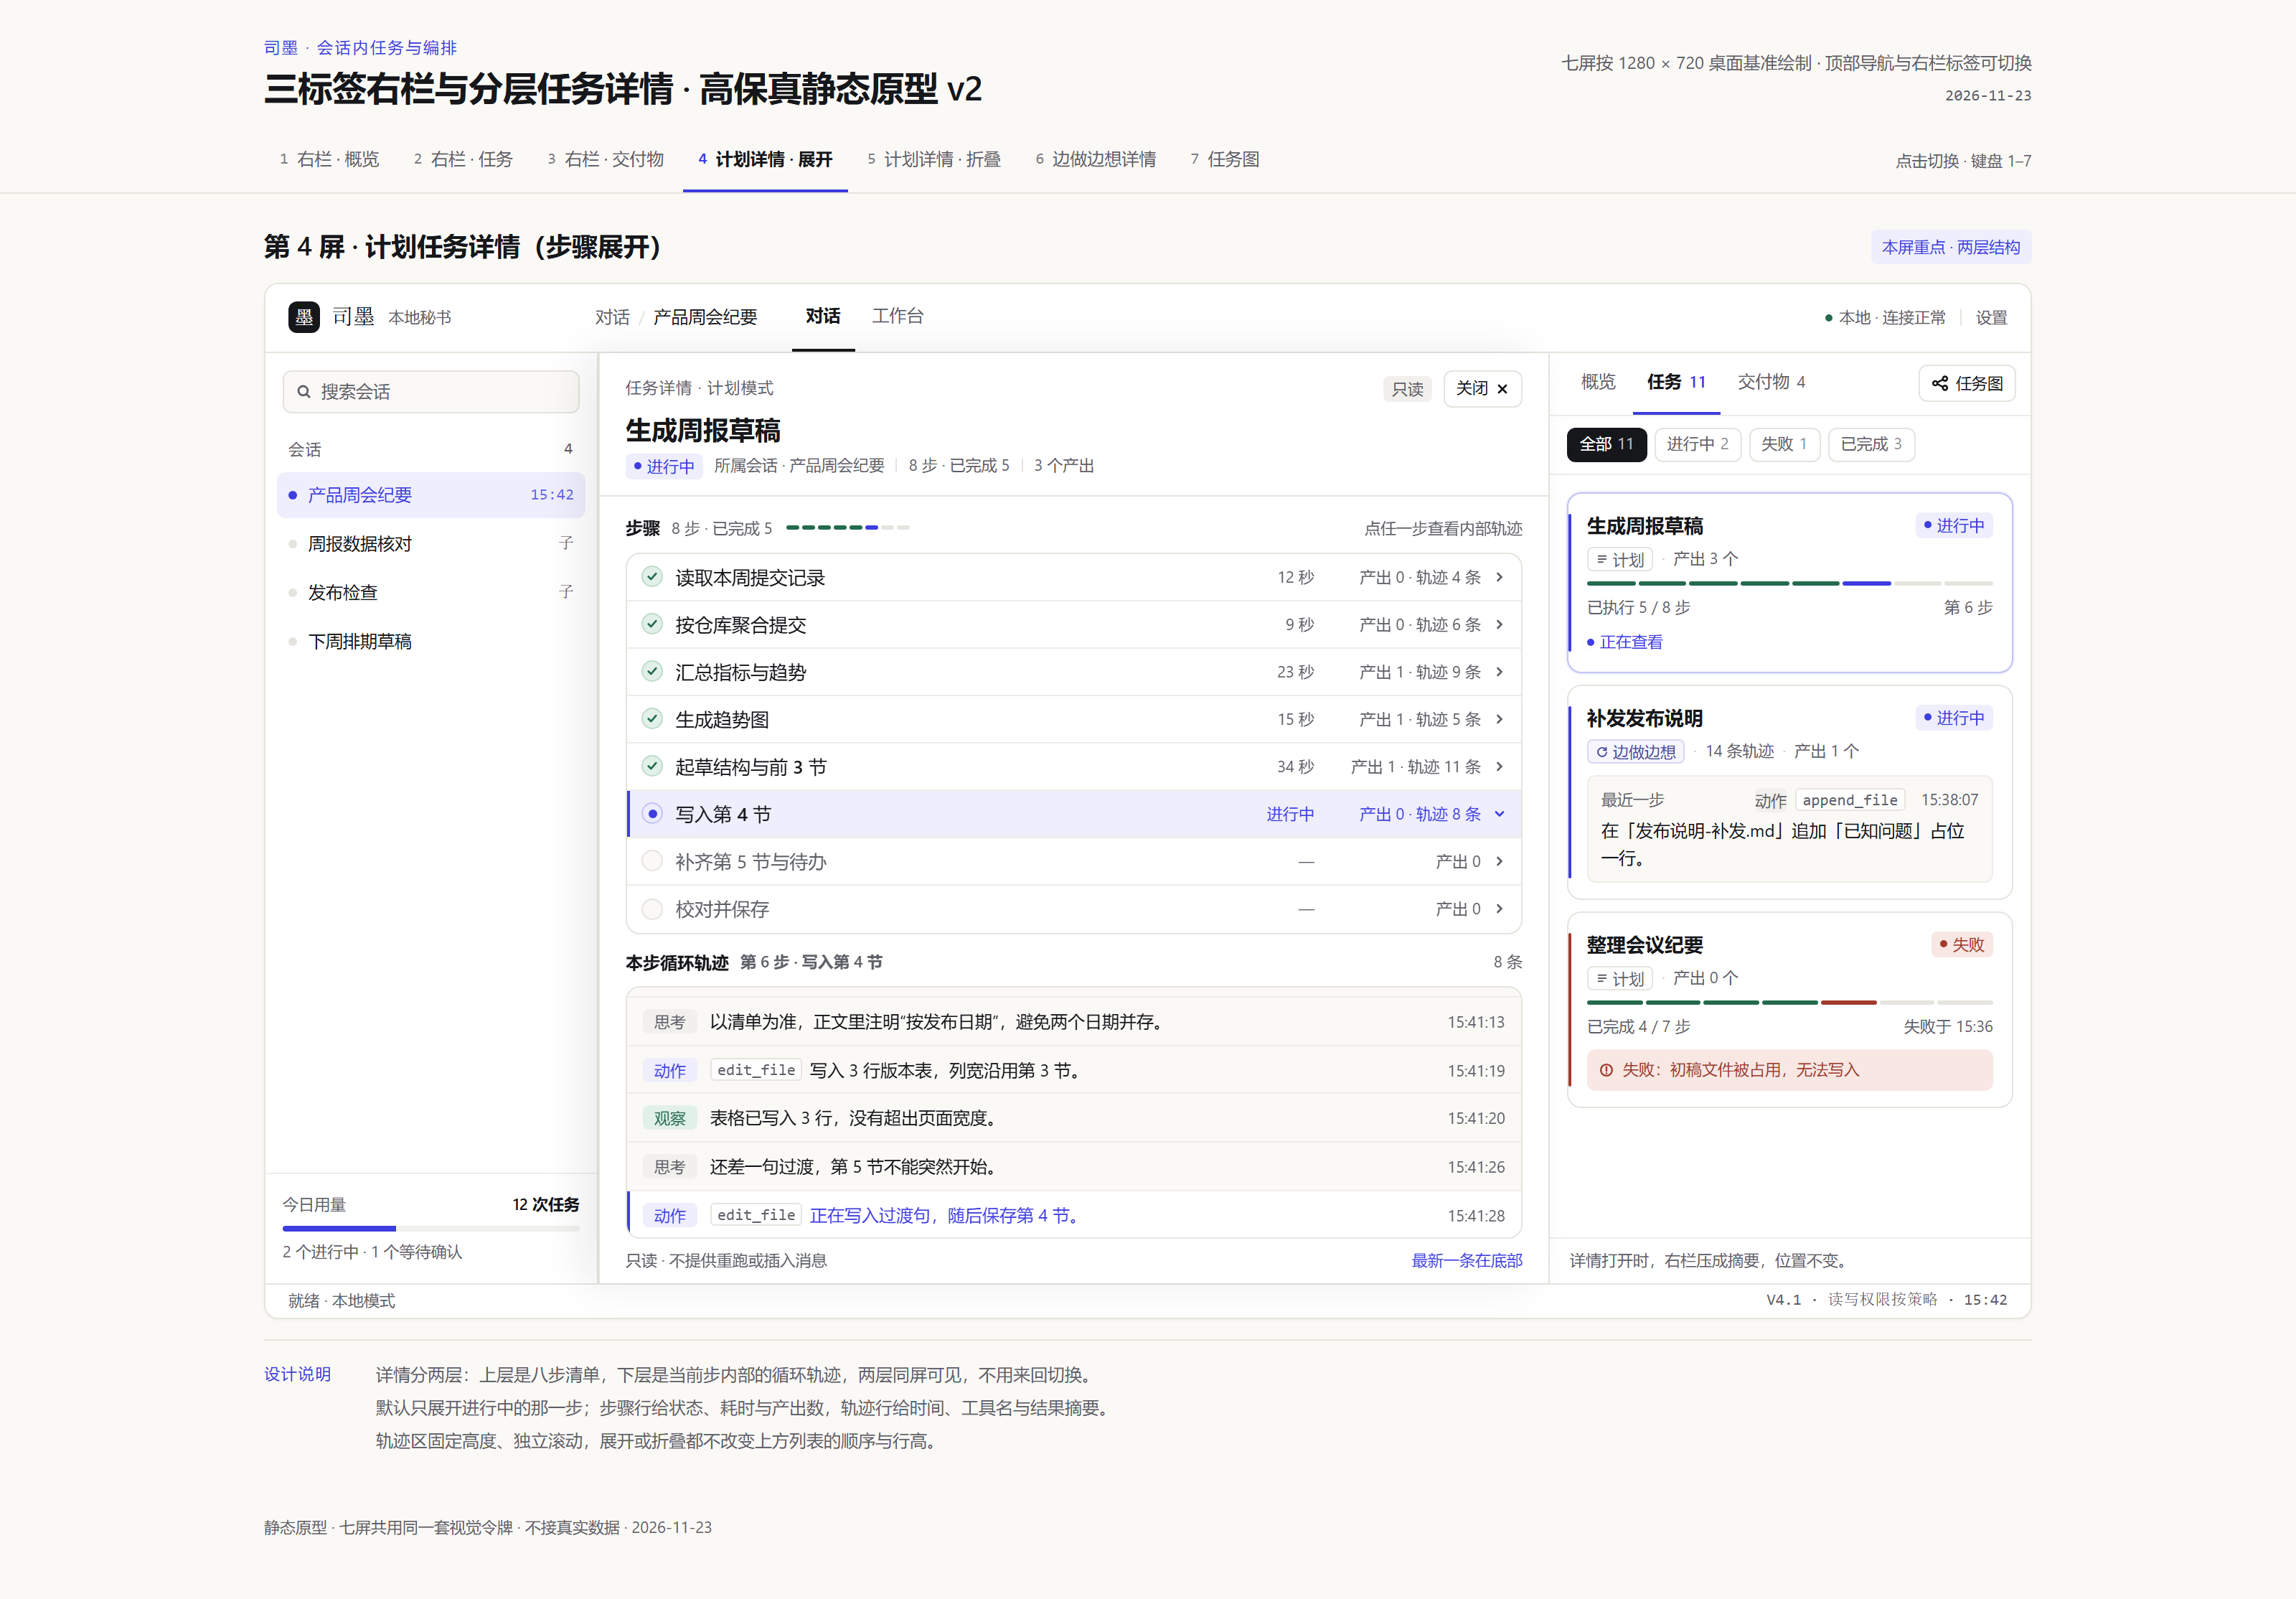 司墨 · 会话内任务与编排
三标签右栏与分层任务详情 · 高保真静态原型 v2
七屏按 1280 × 720 桌面基准绘制 · 顶部导航与右栏标签可切换
2026-11-23
1 右栏 · 概览
2 右栏 · 任务
3 右栏 · 交付物
4 计划详情 · 展开
5 计划详情 · 折叠
6 边做边想详情
7 任务图
点击切换 · 键盘 1–7
第 4 屏 · 计划任务详情（步骤展开）
本屏重点 · 两层结构
墨 司墨 本地秘书
对话 / 产品周会纪要
对话
工作台
本地 · 连接正常
设置
搜索会话
会话 4
产品周会纪要 15:42
周报数据核对 子
发布检查 子
下周排期草稿
今日用量 12 次任务
2 个进行中 · 1 个等待确认
任务详情 · 计划模式
只读
关闭
生成周报草稿
进行中 所属会话 · 产品周会纪要 8 步 · 已完成 5 3 个产出
步骤 8 步 · 已完成 5
点任一步查看内部轨迹
读取本周提交记录 12 秒 产出 0 · 轨迹 4 条
按仓库聚合提交 9 秒 产出 0 · 轨迹 6 条
汇总指标与趋势 23 秒 产出 1 · 轨迹 9 条
生成趋势图 15 秒 产出 1 · 轨迹 5 条
起草结构与前 3 节 34 秒 产出 1 · 轨迹 11 条
写入第 4 节 进行中 产出 0 · 轨迹 8 条
补齐第 5 节与待办 — 产出 0
校对并保存 — 产出 0
本步循环轨迹 第 6 步 · 写入第 4 节 8 条
思考 以清单为准，正文里注明“按发布日期”，避免两个日期并存。 15:41:13
动作 edit_file 写入 3 行版本表，列宽沿用第 3 节。 15:41:19
观察 表格已写入 3 行，没有超出页面宽度。 15:41:20
思考 还差一句过渡，第 5 节不能突然开始。 15:41:26
动作 edit_file 正在写入过渡句，随后保存第 4 节。 15:41:28
只读 · 不提供重跑或插入消息
最新一条在底部
概览
任务 11
交付物 4
任务图
全部 11
进行中 2
失败 1
已完成 3
生成周报草稿 进行中
计划 · 产出 3 个
已执行 5 / 8 步 第 6 步
正在查看
补发发布说明 进行中
边做边想 · 14 条轨迹 · 产出 1 个
最近一步 动作 append_file 15:38:07
在「发布说明-补发.md」追加「已知问题」占位
一行。
整理会议纪要 失败
计划 · 产出 0 个
已完成 4 / 7 步 失败于 15:36
失败：初稿文件被占用，无法写入
详情打开时，右栏压成摘要，位置不变。
就绪 · 本地模式
V4.1 · 读写权限按策略 · 15:42
设计说明
详情分两层：上层是八步清单，下层是当前步内部的循环轨迹，两层同屏可见，不用来回切换。
默认只展开进行中的那一步；步骤行给状态、耗时与产出数，轨迹行给时间、工具名与结果摘要。
轨迹区固定高度、独立滚动，展开或折叠都不改变上方列表的顺序与行高。
静态原型 · 七屏共用同一套视觉令牌 · 不接真实数据 · 2026-11-23